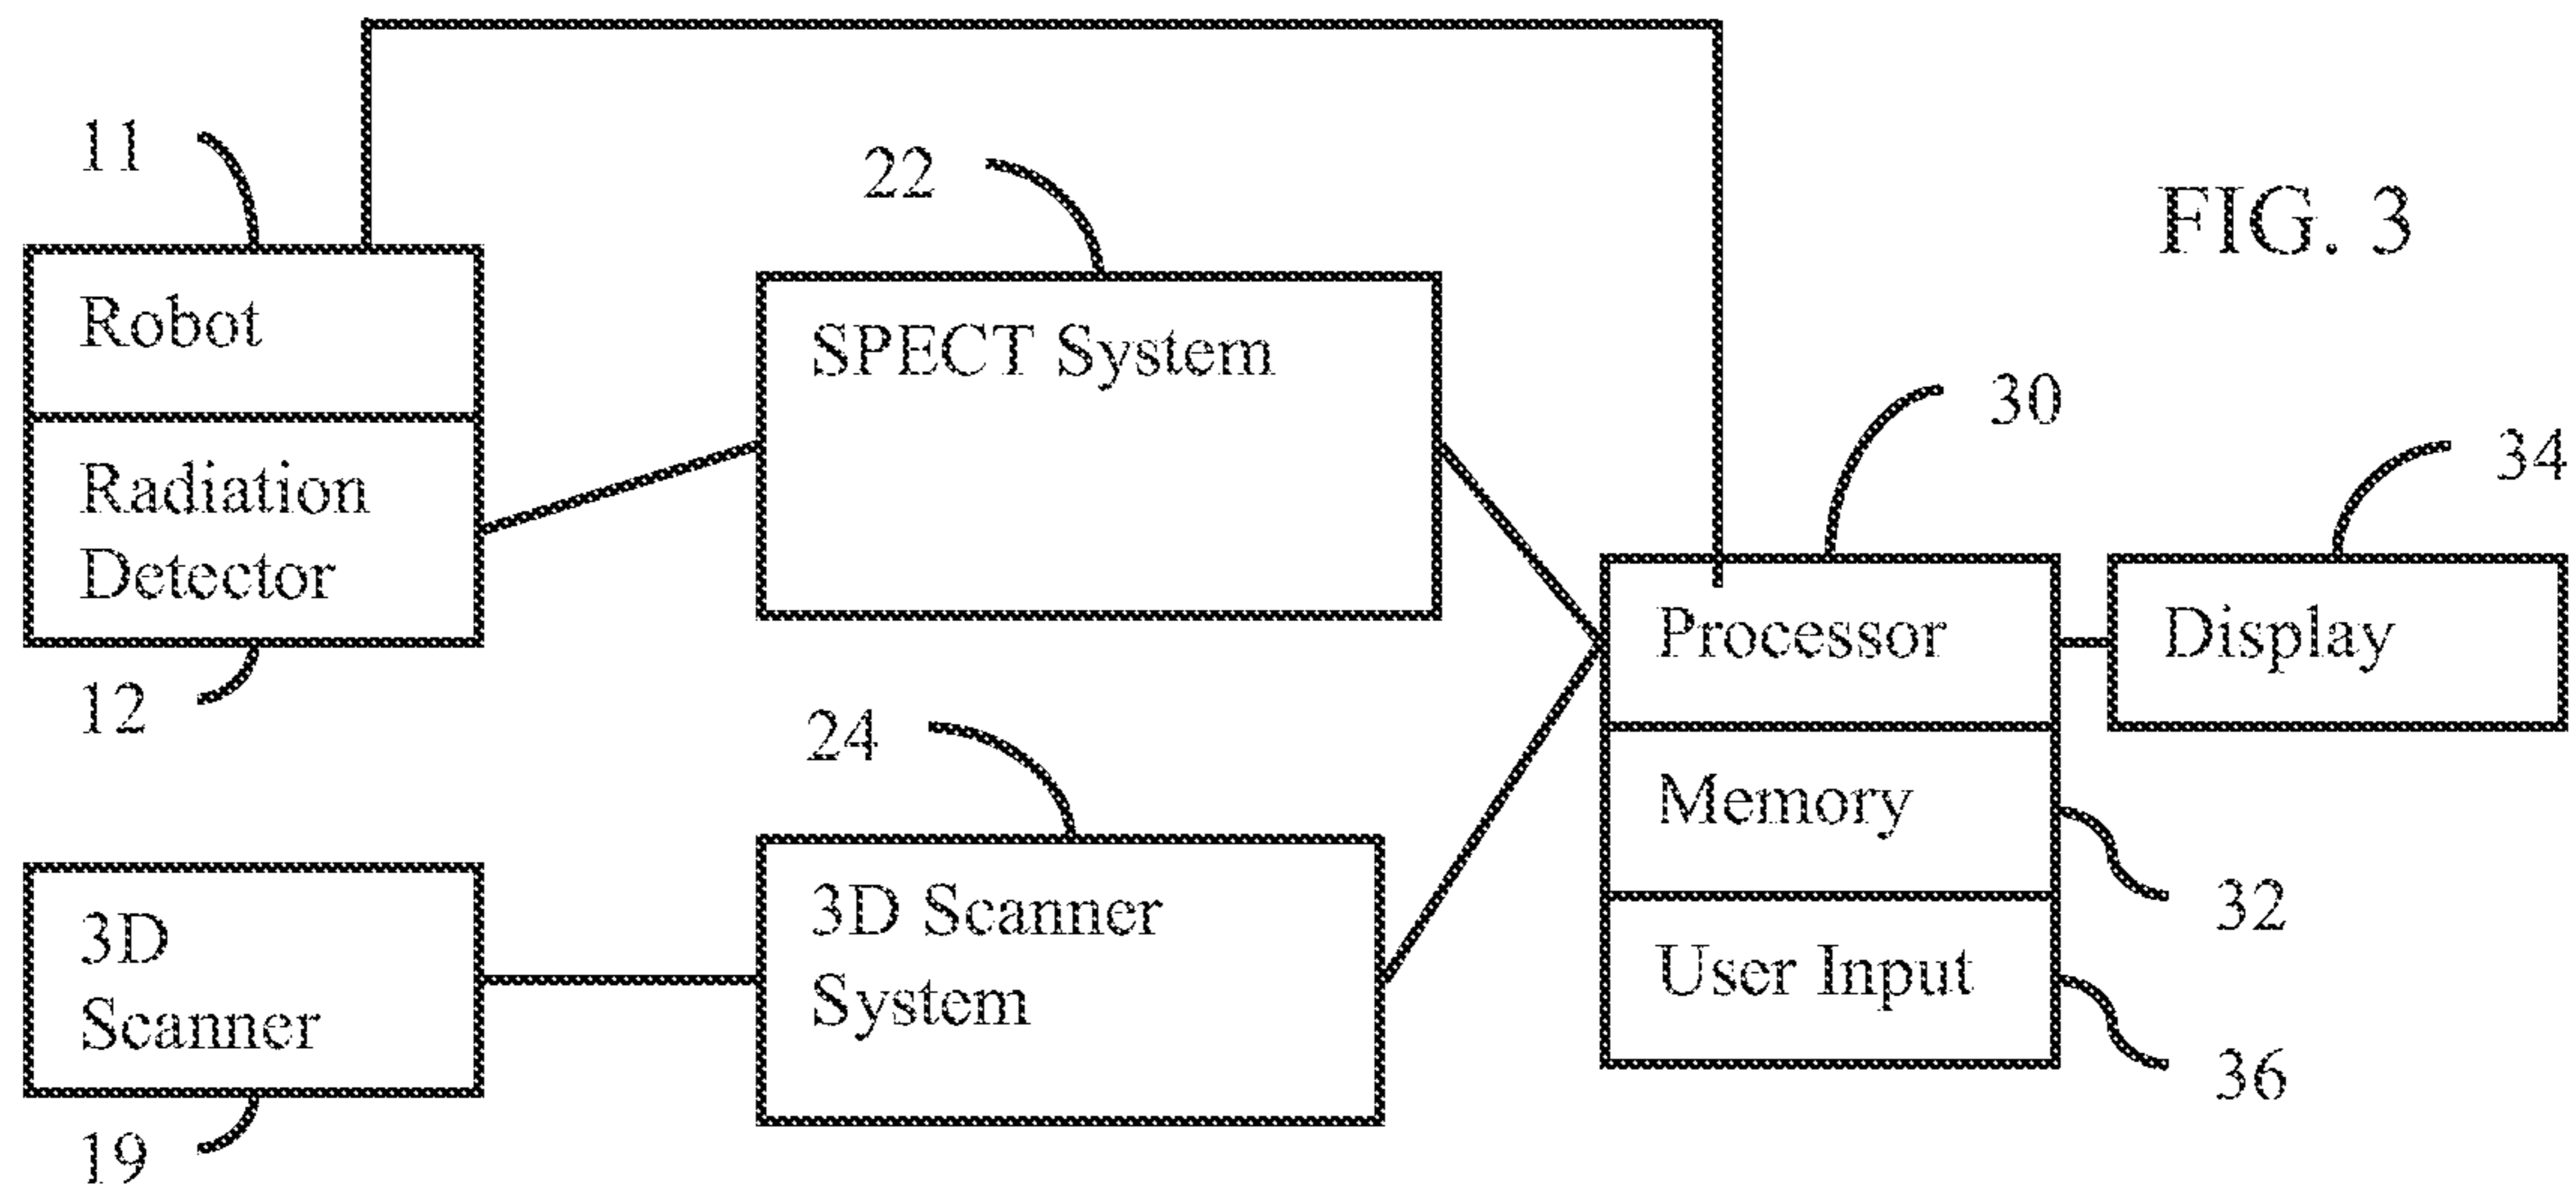 11
22
FIG. 3
Robot
SPECT System
30
34
Radiation
Detector
Processor
Display
12
24
Memory
3D Scanner
System
32
3D
Scanner
User Input
36
19